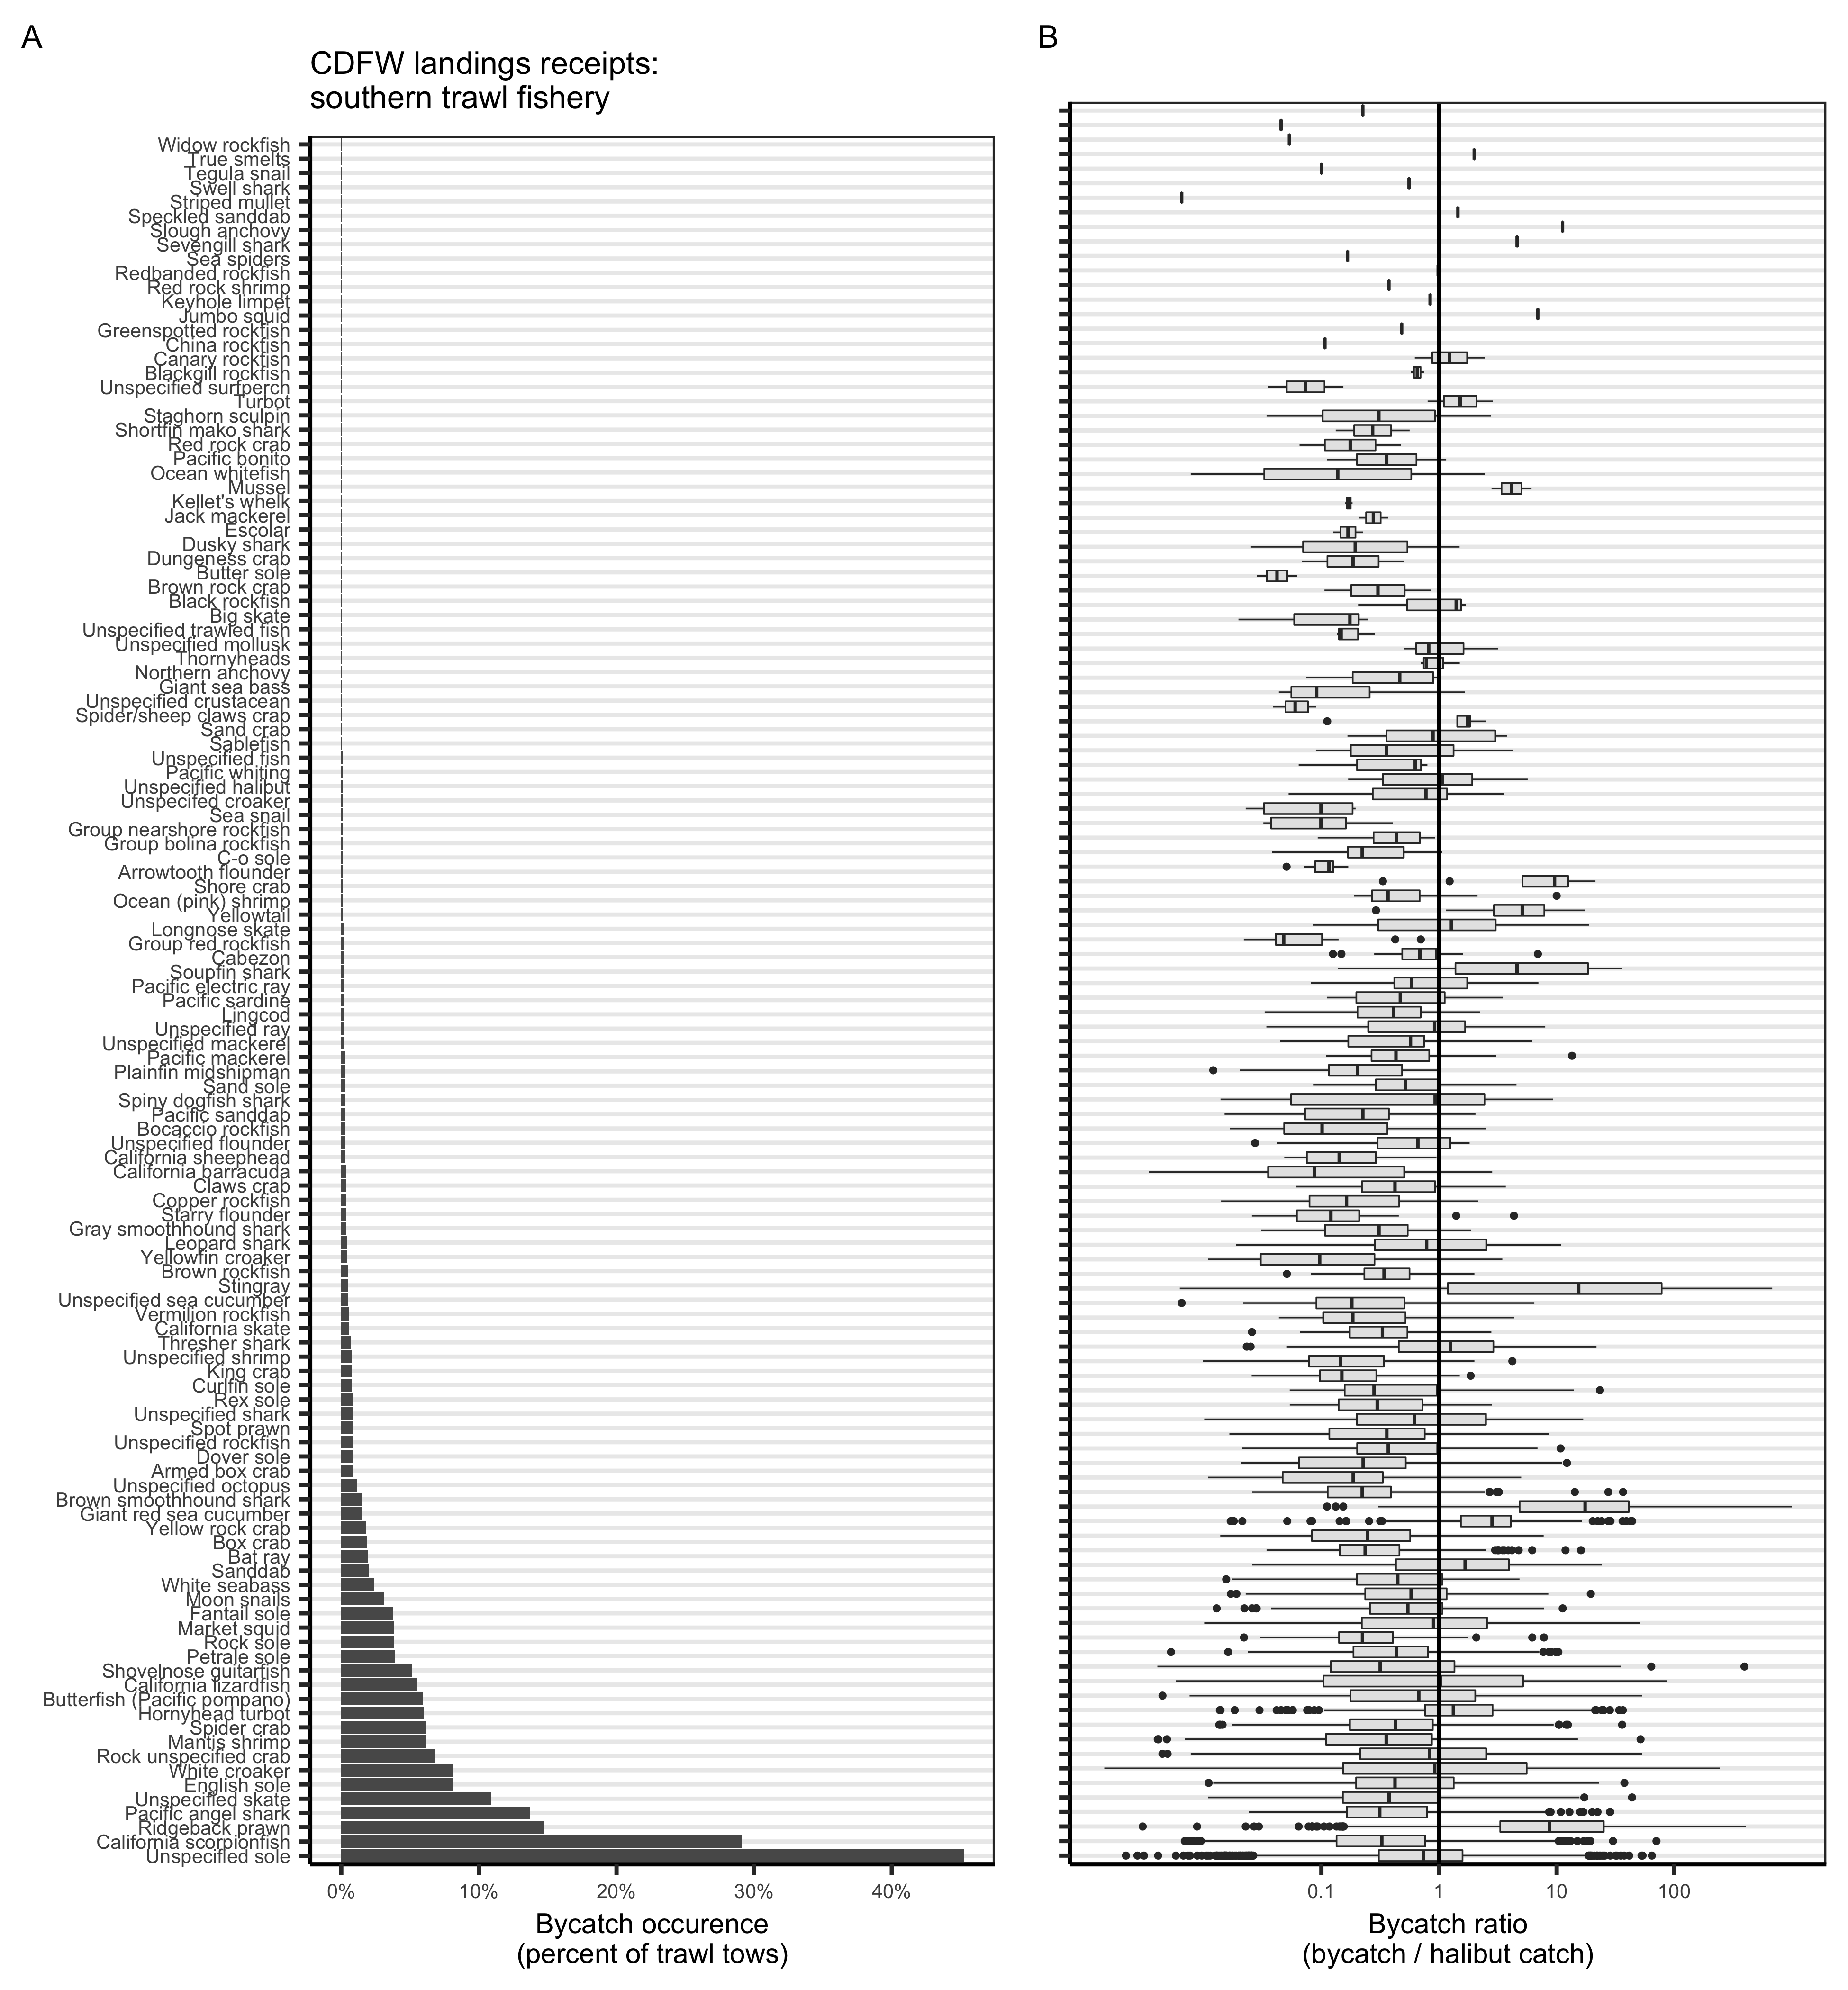 A
B
CDFW landings receipts:
southern trawl fishery
Widow rockfish
True smelts
Tegula snail
Swell shark
Striped mullet
Speckled sanddab
Slough anchovy
Sevengill shark
Sea spiders
Redbanded rockfish
Red rock shrimp
Keyhole limpet
Jumbo squid
Greenspotted rockfish
China rockfish
Canary rockfish
Blackgill rockfish
Unspecified surfperch
Turbot
Staghorn sculpin
Shortfin mako shark
Red rock crab
Pacific bonito
Ocean whitefish
Mussel
Kellet's whelk
Jack mackerel
Escolar
Dusky shark
Dungeness crab
Butter sole
Brown rock crab
Black rockfish
Big skate
Unspecified trawled fish
Unspecified mollusk
Thornyheads
Northern anchovy
Giant sea bass
Unspecified crustacean
Spider/sheep claws crab
Sand crab
Sablefish
Unspecified fish
Pacific whiting
Unspecified halibut
Unspecifed croaker
Sea snail
Group nearshore rockfish
Group bolina rockfish
C-o sole
Arrowtooth flounder
Shore crab
Ocean (pink) shrimp
Yellowtail
Longnose skate
Group red rockfish
Cabezon
Soupfin shark
Pacific electric ray
Pacific sardine
Lingcod
Unspecified ray
Unspecified mackerel
Pacific mackerel
Plainfin midshipman
Sand sole
Spiny dogfish shark
Pacific sanddab
Bocaccio rockfish
Unspecified flounder
California sheephead
California barracuda
Claws crab
Copper rockfish
Starry flounder
Gray smoothhound shark
Leopard shark
Yellowfin croaker
Brown rockfish
Stingray
Unspecified sea cucumber
Vermilion rockfish
California skate
Thresher shark
Unspecified shrimp
King crab
Curlfin sole
Rex sole
Unspecified shark
Spot prawn
Unspecified rockfish
Dover sole
Armed box crab
Unspecified octopus
Brown smoothhound shark
Giant red sea cucumber
Yellow rock crab
Box crab
Bat ray
Sanddab
White seabass
Moon snails
Fantail sole
Market squid
Rock sole
Petrale sole
Shovelnose guitarfish
California lizardfish
Butterfish (Pacific pompano)
Hornyhead turbot
Spider crab
Mantis shrimp
Rock unspecified crab
White croaker
English sole
Unspecified skate
Pacific angel shark
Ridgeback prawn
California scorpionfish
Unspecified sole
0% 10% 20% 30% 40%
Bycatch occurence
(percent of trawl tows)
0.1 1 10 100
Bycatch ratio
(bycatch / halibut catch)